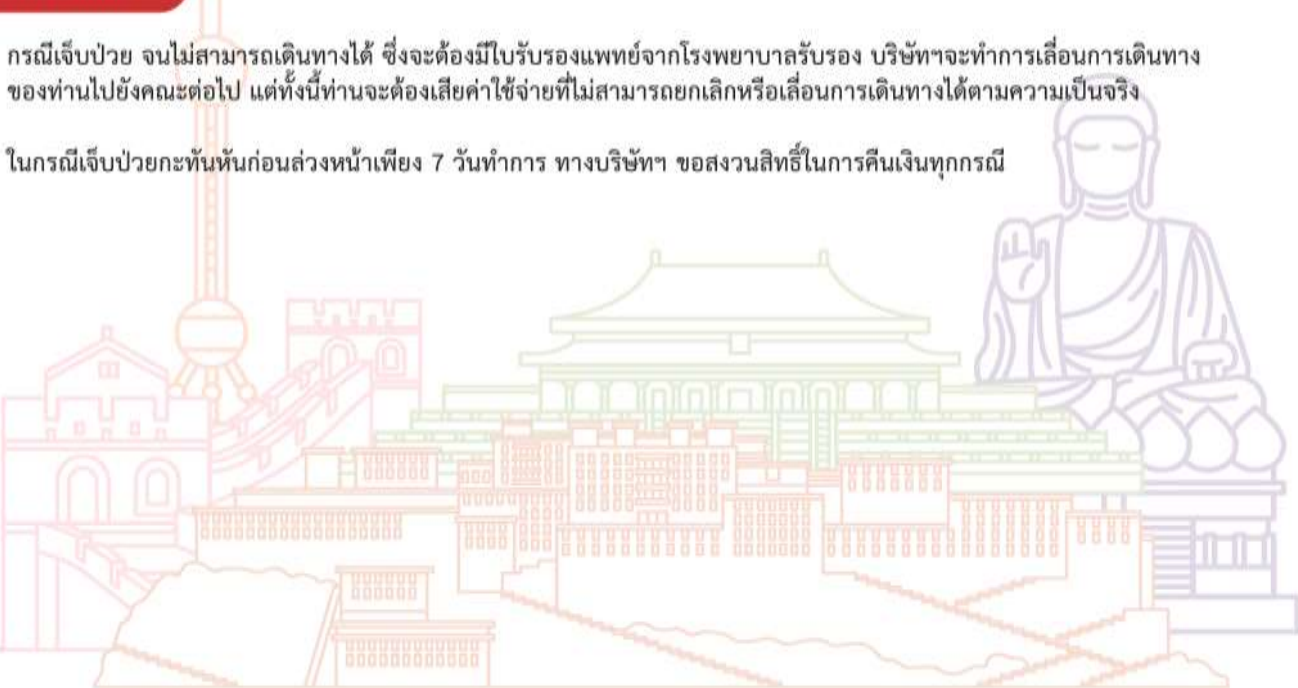 กรณีเจ็บป่วย จนไม่สามารถเดินทางได้ ซึ่งจะต้องมีใบรับรองแพทย์จากโรงพยาบาลรับรอง บริษัทฯจะทำการเลื่อนการเดินทาง
ของท่านไปยังคณะต่อไป แต่ทั้งนี้ท่านจะต้องเสียค่าใช้จ่ายที่ไม่สามารถยกเลิกหรือเลื่อนการเดินทางได้ตามความเป็นจริง
ในกรณีเจ็บป่วยกะทันหันก่อนล่วงหน้าเพียง 7 วันทำการ ทางบริษัทฯ ขอสงวนสิทธิ์ในการคืนเงินทุกกรณี